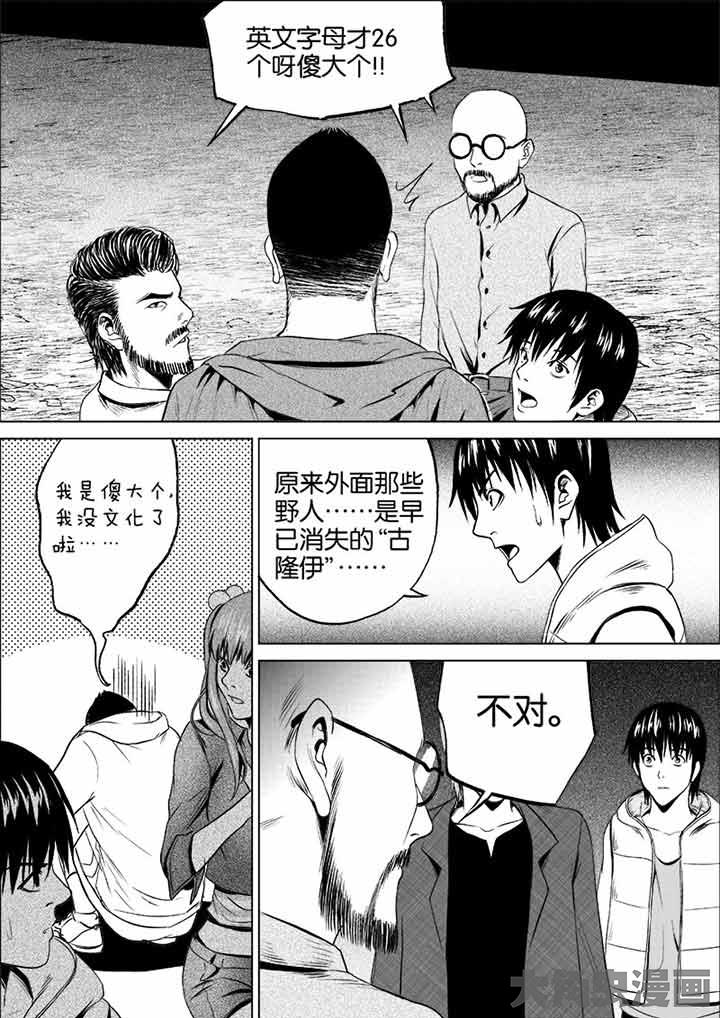 英文字母才26
个呀傻大个!!
原来外面那些
野人……是早
已消失的“古
隆伊”……
我是傻大个,
我没文化了
啦……
不对。